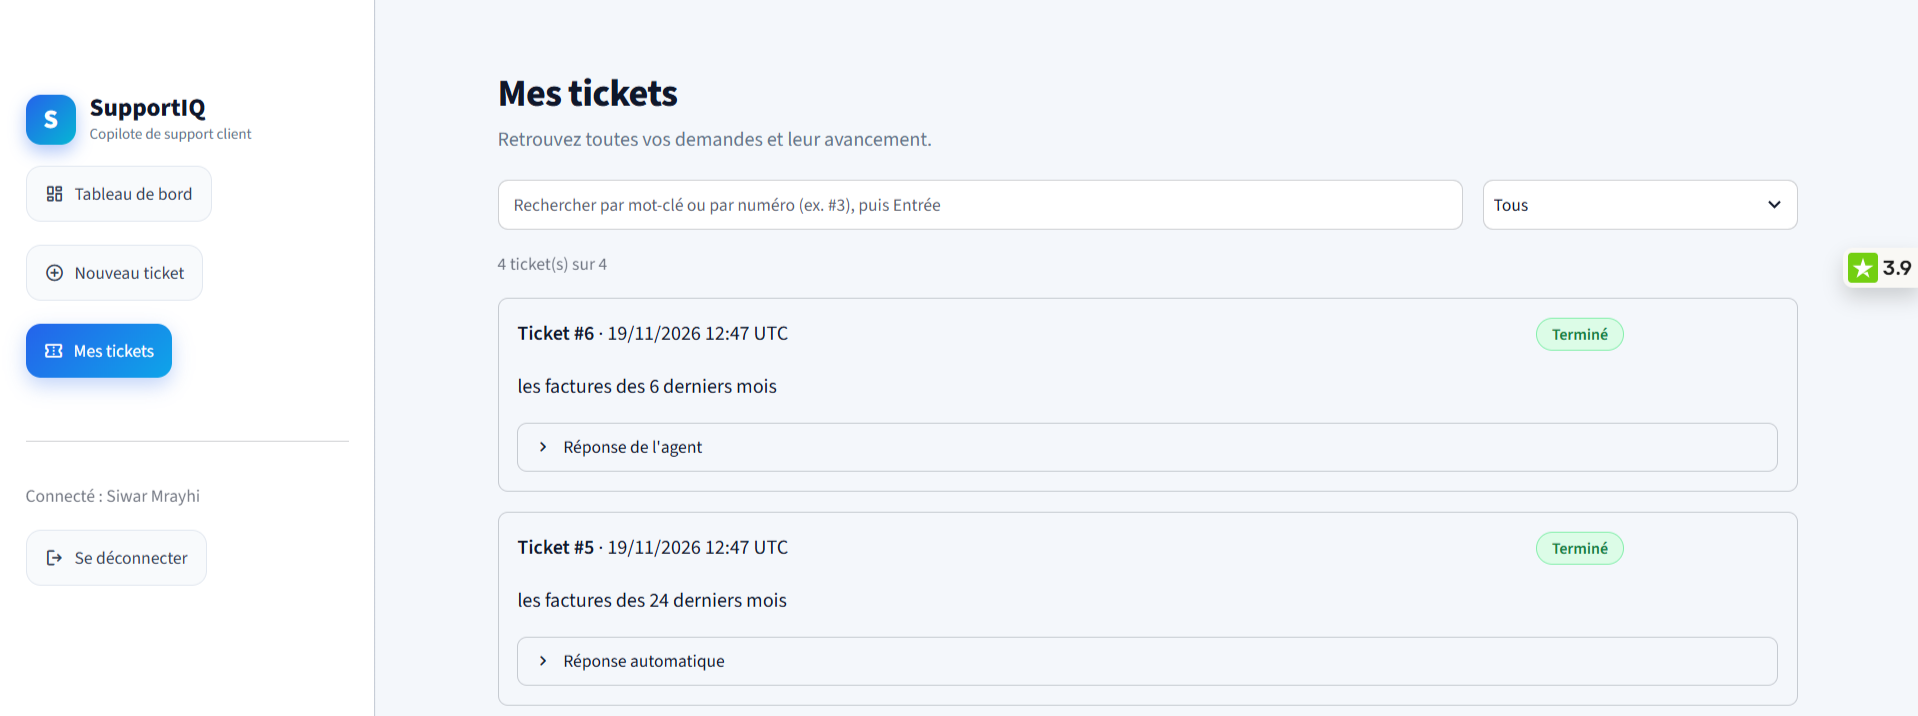 S
SupportIQ
Copilote de support client
Tableau de bord
Nouveau ticket
Mes tickets
Connecté : Siwar Mrayhi
Se déconnecter
Mes tickets
Retrouvez toutes vos demandes et leur avancement.
Rechercher par mot-clé ou par numéro (ex. #3), puis Entrée
Tous
4 ticket(s) sur 4
3.9
Ticket #6 · 19/11/2026 12:47 UTC
Terminé
les factures des 6 derniers mois
Réponse de l'agent
Ticket #5 · 19/11/2026 12:47 UTC
Terminé
les factures des 24 derniers mois
Réponse automatique